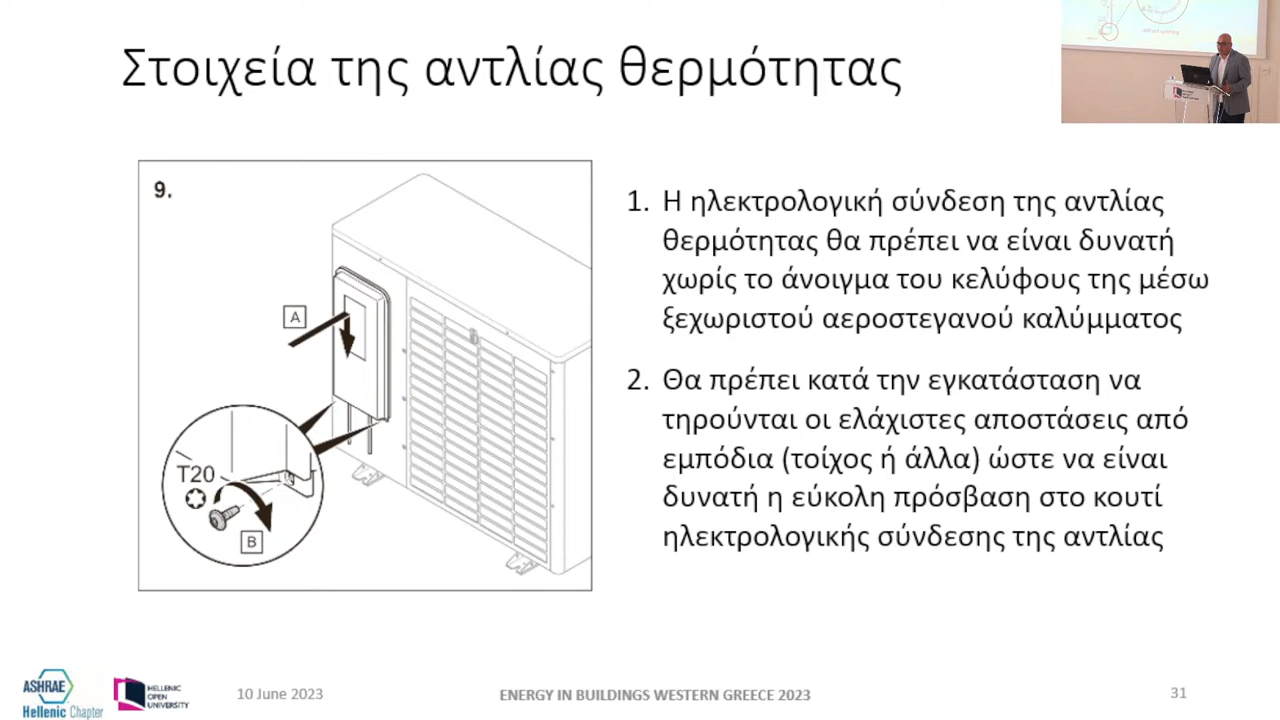 Στοιχεία της αντλίας θερμότητας
9.
A
T20
B
1. Η ηλεκτρολογική σύνδεση της αντλίας
θερμότητας θα πρέπει να είναι δυνατή
χωρίς το άνοιγμα του κελύφους της μέσω
ξεχωριστού αεροστεγανού καλύμματος
2. Θα πρέπει κατά την εγκατάσταση να
τηρούνται οι ελάχιστες αποστάσεις από
εμπόδια (τοίχος ή άλλα) ώστε να είναι
δυνατή η εύκολη πρόσβαση στο κουτί
ηλεκτρολογικής σύνδεσης της αντλίας
ASHRAE
Hellenic Chapter
HELLENIC
OPEN
UNIVERSITY
10 June 2023
ENERGY IN BUILDINGS WESTERN GREECE 2023
31